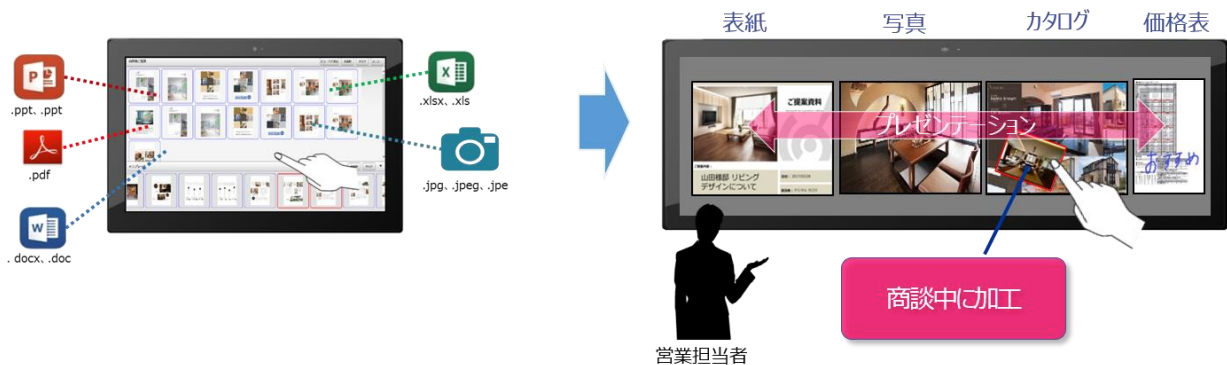 P
.ppt、.ppt
.pdf
W
. docx、.doc
X
.xlsx、.xls
.jpg、.jpeg、.jpe
表紙
写真
カタログ
価格表
ご提案資料
山田様邸 リビング
デザインについて
プレゼンテーション
おすすめ
商談中に加工
営業担当者